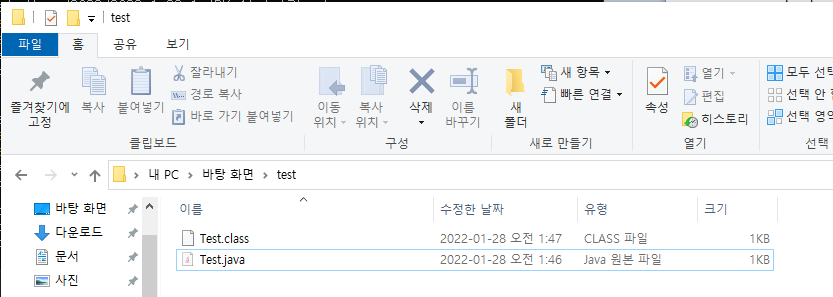 test
파일 홈 공유 보기
즐겨찾기에 고정
복사
붙여넣기
잘라내기
경로 복사
바로 가기 붙여넣기
클립보드
이동 위치
복사 위치
삭제
이름 바꾸기
구성
새 폴더
새 항목
빠른 연결
새로 만들기
속성
열기
편집
히스토리
열기
모두 선택
선택 안
선택 영역
선택
내 PC 바탕 화면 test
바탕 화면
다운로드
문서
사진
이름 수정한 날짜 유형 크기
Test.class 2022-01-28 오전 1:47 CLASS 파일 1KB
Test.java 2022-01-28 오전 1:46 Java 원본 파일 1KB